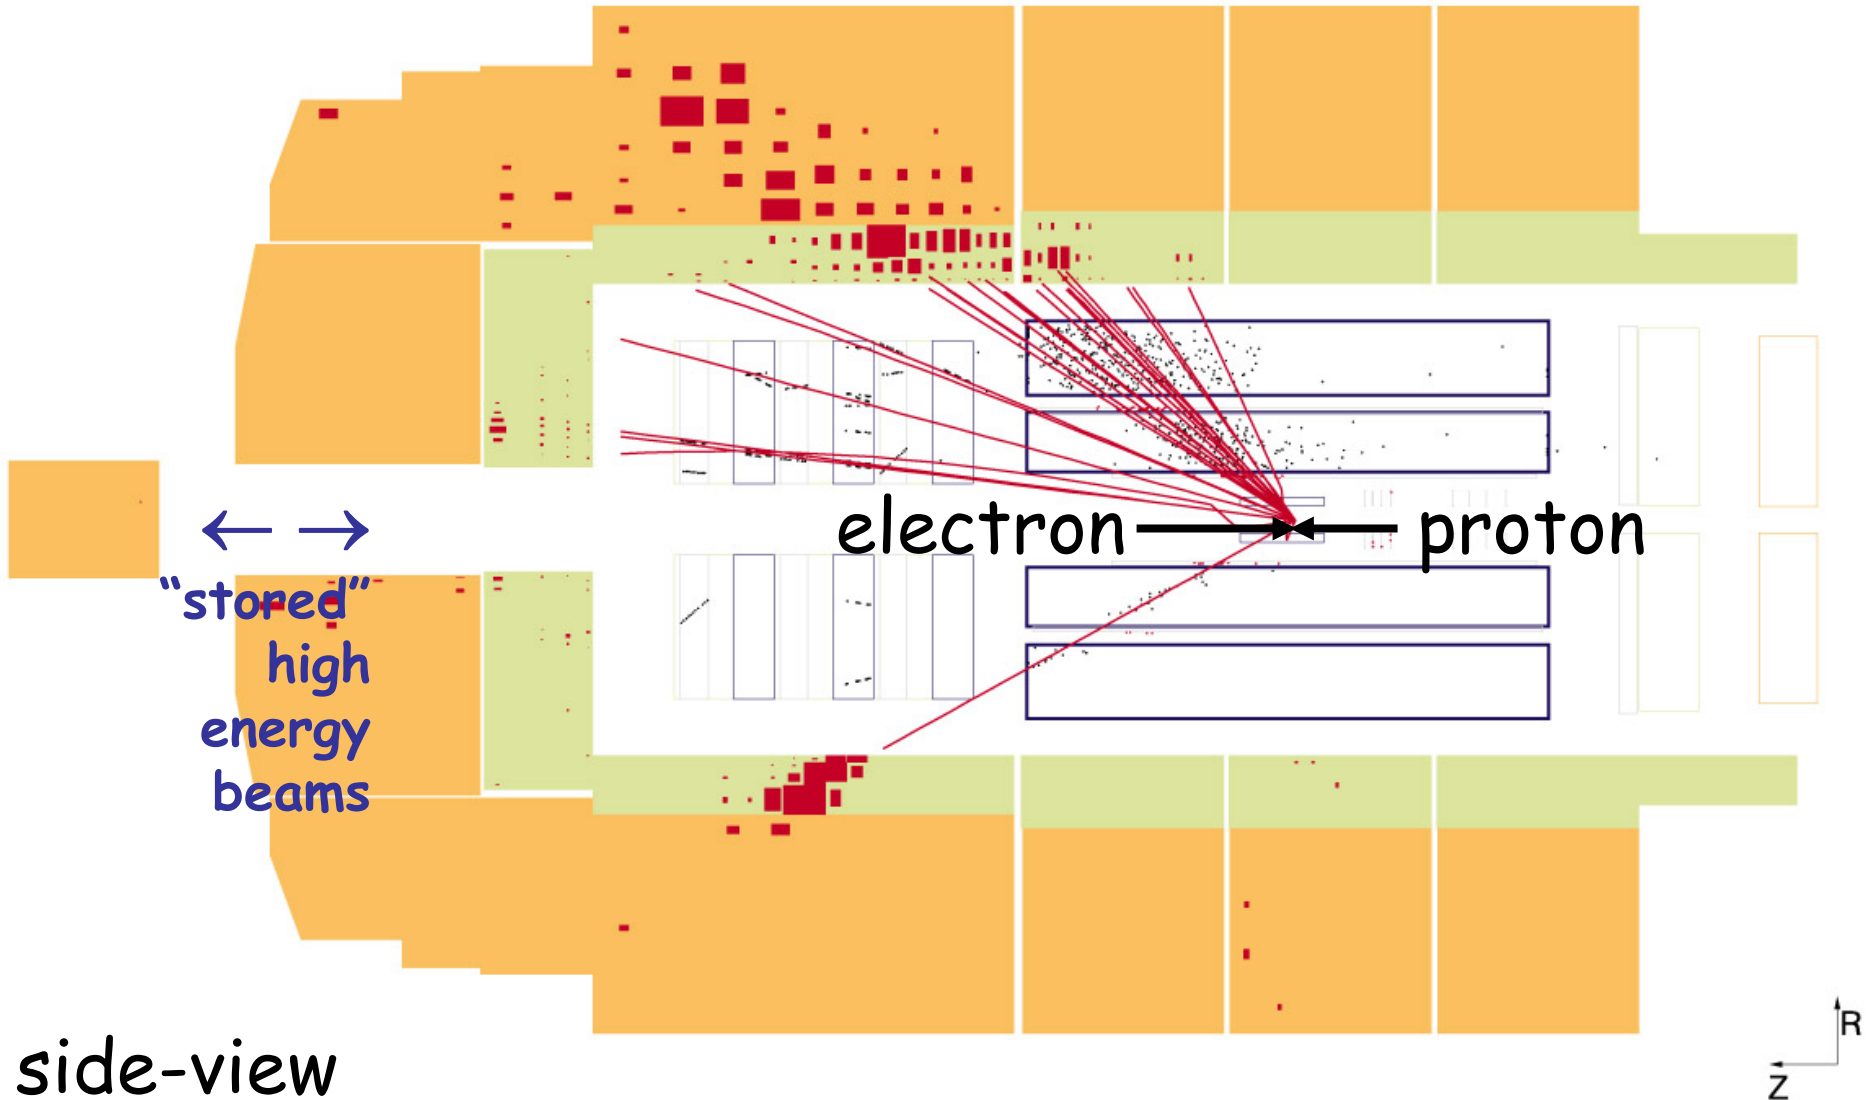 electron
proton
“stored”
high
energy
beams
side-view
R
Z